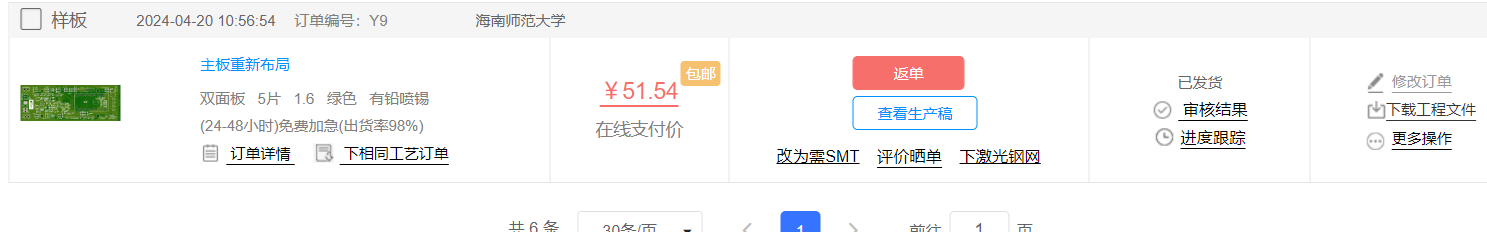 样板 2024-04-20 10:56:54 订单编号：Y9 海南师范大学
主板重新布局
双面板 5片 1.6 绿色 有铅喷锡
(24-48小时)免费加急(出货率98%)
订单详情 下相同工艺订单
包邮
￥51.54
在线支付价
返单
查看生产稿
改为需SMT 评价晒单 下激光钢网
已发货
审核结果
进度跟踪
修改订单
下载工程文件
更多操作
共 6 条 30条/页 1 前往 1 页